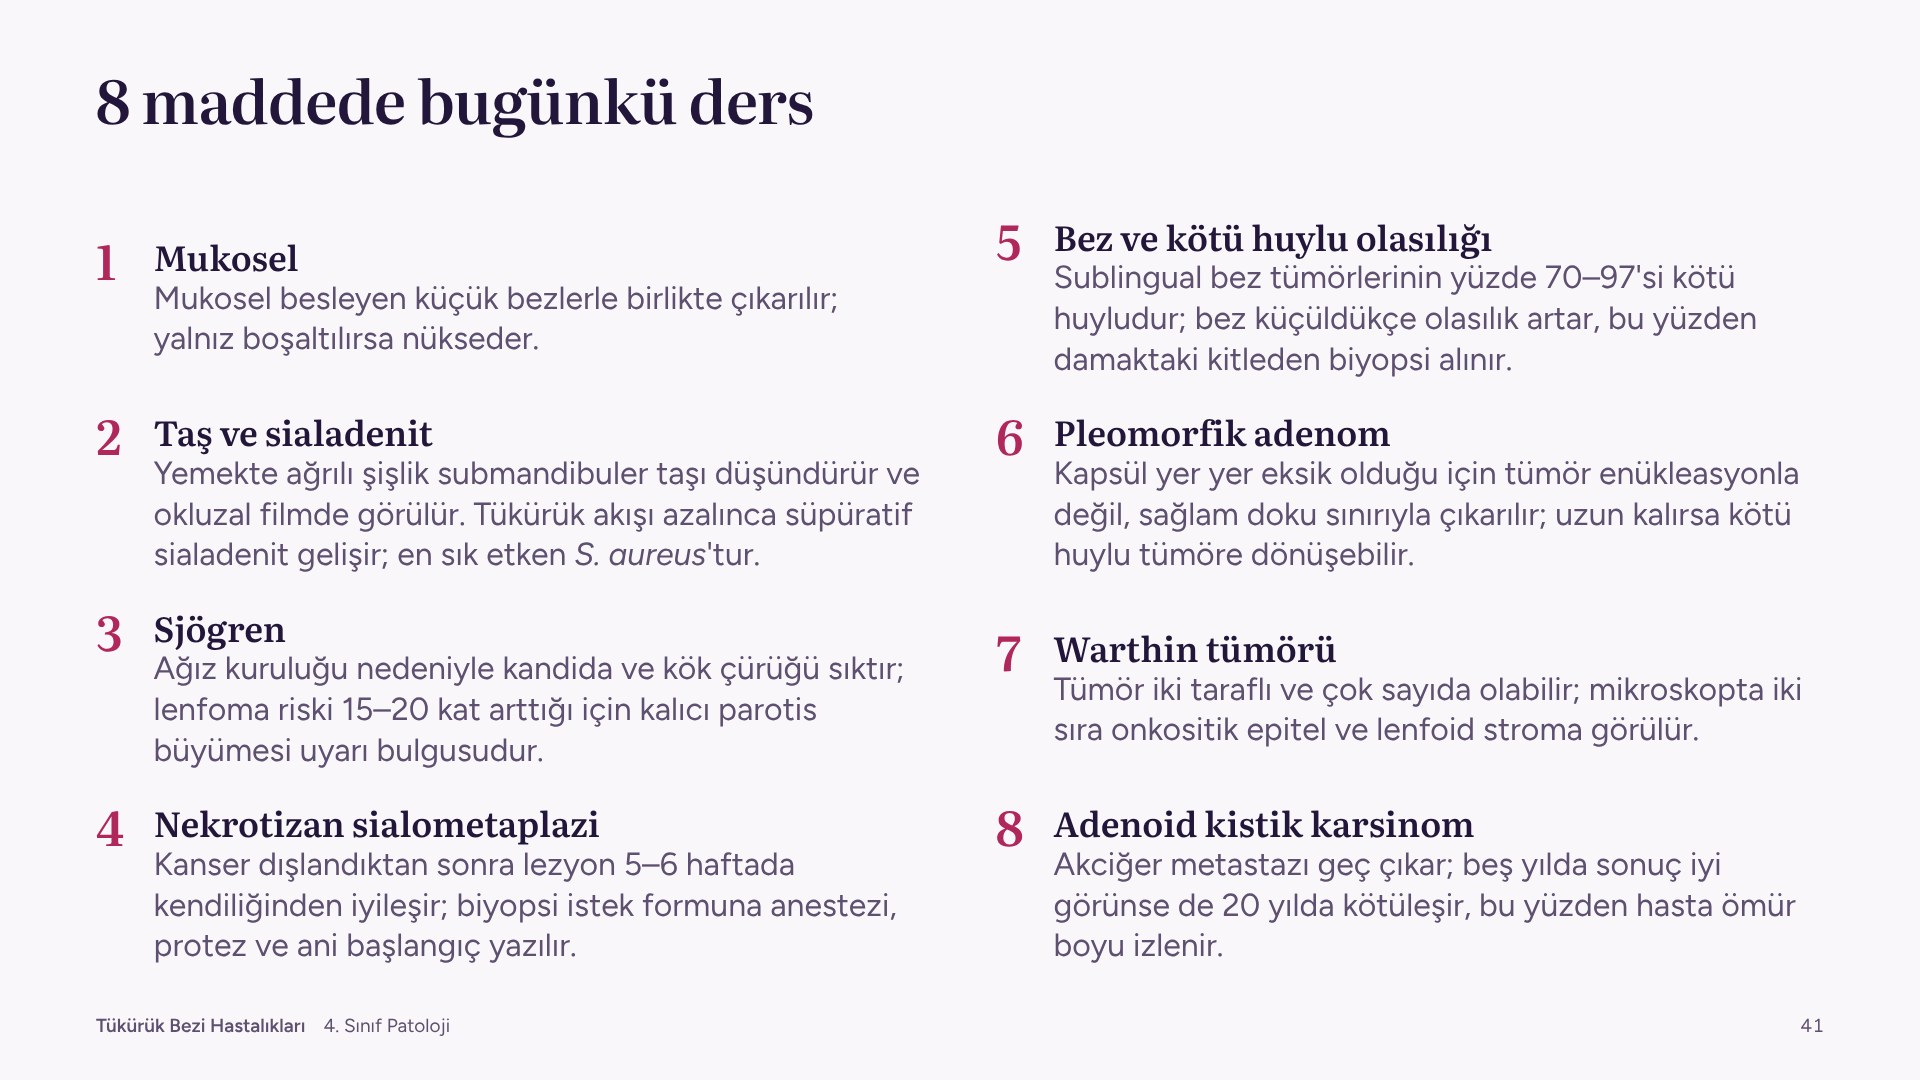 8 maddede bugünkü ders
1
Mukosel
Mukosel besleyen küçük bezlerle birlikte çıkarılır;
yalnız boşaltılırsa nükseder.
2
Taş ve sialadenit
Yemekte ağrılı şişlik submandibuler taşı düşündürür ve
okluzal filmde görülür. Tükürük akışı azalınca süpüratif
sialadenit gelişir; en sık etken S. aureus'tur.
3
Sjögren
Ağız kuruluğu nedeniyle kandida ve kök çürüğü sıktır;
lenfoma riski 15–20 kat arttığı için kalıcı parotis
büyümesi uyarı bulgusudur.
4
Nekrotizan sialometaplazi
Kanser dışlandıktan sonra lezyon 5–6 haftada
kendiliğinden iyileşir; biyopsi istek formuna anestezi,
protez ve ani başlangıç yazılır.
5
Bez ve kötü huylu olasılığı
Sublingual bez tümörlerinin yüzde 70–97'si kötü
huyludur; bez küçüldükçe olasılık artar, bu yüzden
damaktaki kitleden biyopsi alınır.
6
Pleomorfik adenom
Kapsül yer yer eksik olduğu için tümör enükleasyonla
değil, sağlam doku sınırıyla çıkarılır; uzun kalırsa kötü
huylu tümöre dönüşebilir.
7
Warthin tümörü
Tümör iki taraflı ve çok sayıda olabilir; mikroskopta iki
sıra onkositik epitel ve lenfoid stroma görülür.
8
Adenoid kistik karsinom
Akciğer metastazı geç çıkar; beş yılda sonuç iyi
görünse de 20 yılda kötüleşir, bu yüzden hasta ömür
boyu izlenir.
Tükürük Bezi Hastalıkları 4. Sınıf Patoloji
41